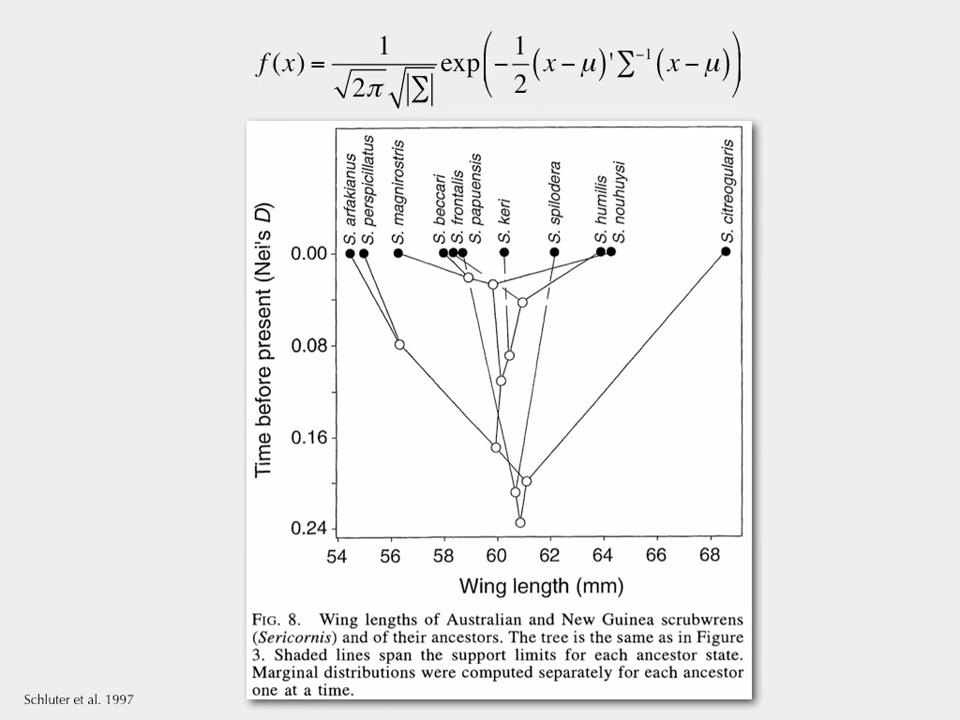 f(x) = 1 / √2π √|Σ| exp(−1/2 (x − μ)'Σ⁻¹(x − μ))
S. arfakianus
S. perspicillatus
S. magnirostris
S. beccari
S. frontalis
S. papuensis
S. keri
S. spilodera
S. humilis
S. nouhuysi
S. citreogularis
Time before present (Nei's D)
0.00
0.08
0.16
0.24
54 56 58 60 62 64 66 68
Wing length (mm)
FIG. 8. Wing lengths of Australian and New Guinea scrubwrens
(Sericornis) and of their ancestors. The tree is the same as in Figure
3. Shaded lines span the support limits for each ancestor state.
Marginal distributions were computed separately for each ancestor
one at a time.
Schluter et al. 1997